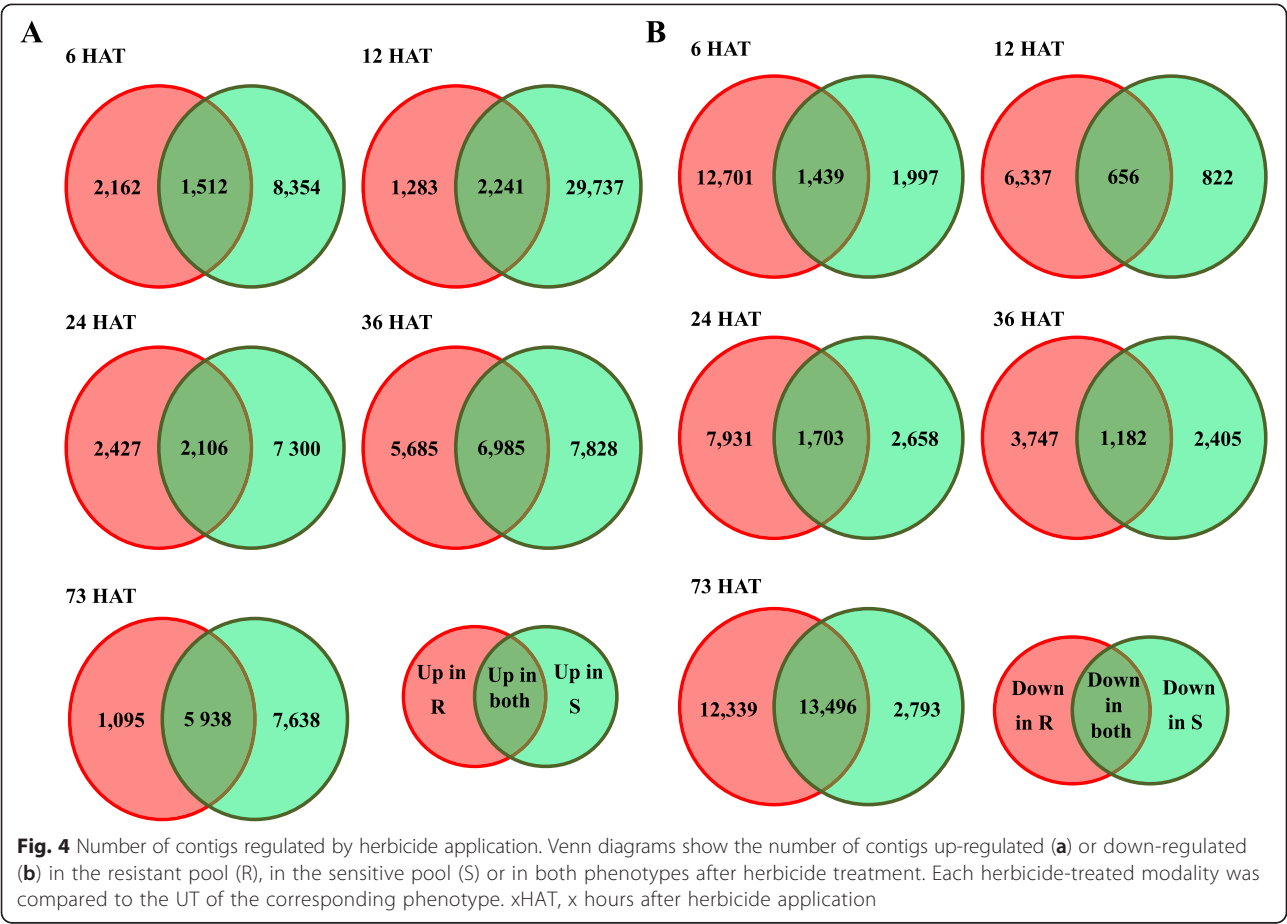 A
6 HAT
2,162 1,512 8,354
12 HAT
1,283 2,241 29,737
24 HAT
2,427 2,106 7 300
36 HAT
5,685 6,985 7,828
73 HAT
1,095 5 938 7,638
Up in
R
Up in
both
Up in
S
B
6 HAT
12,701 1,439 1,997
12 HAT
6,337 656 822
24 HAT
7,931 1,703 2,658
36 HAT
3,747 1,182 2,405
73 HAT
12,339 13,496 2,793
Down
in R
Down
in
both
Down
in S
Fig. 4 Number of contigs regulated by herbicide application. Venn diagrams show the number of contigs up-regulated (a) or down-regulated
(b) in the resistant pool (R), in the sensitive pool (S) or in both phenotypes after herbicide treatment. Each herbicide-treated modality was
compared to the UT of the corresponding phenotype. xHAT, x hours after herbicide application